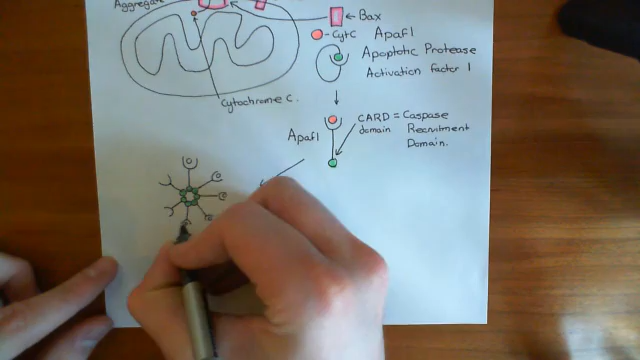 Aggregate
← Bax
-CytC Apaf1
Apoptotic Protease
Activation factor 1
Cytochrome C.
Apaf1
CARD = Caspase
domain Recruitment
Domain.